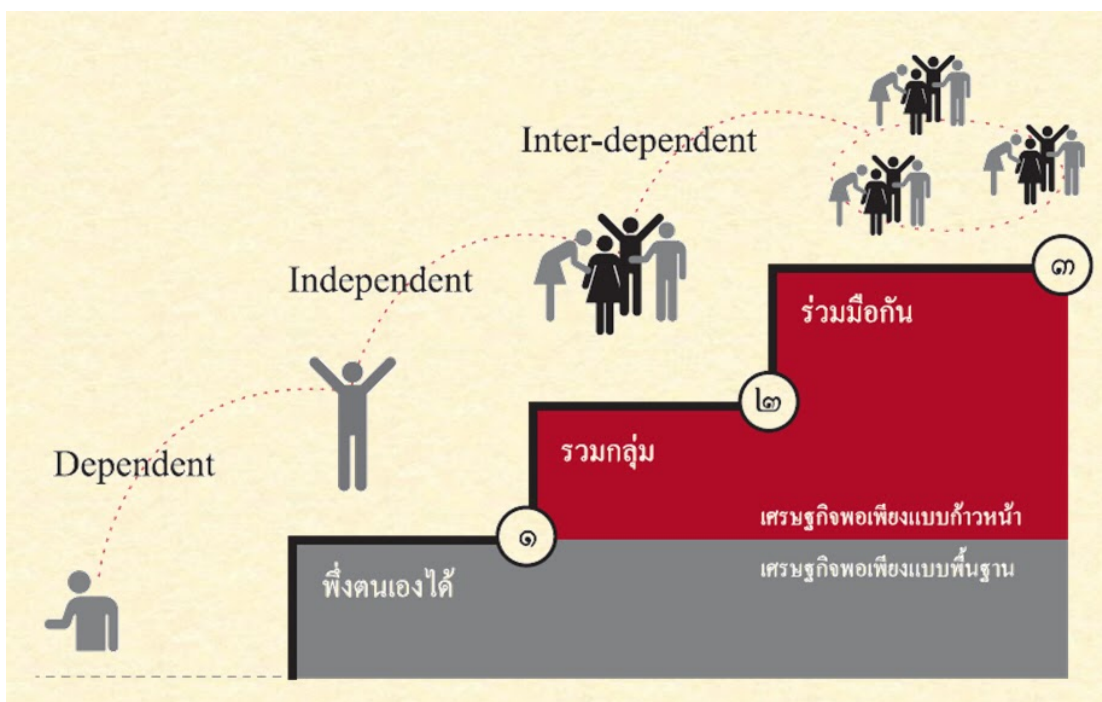 Inter-dependent
Independent
Dependent
๓
ร่วมมือกัน
๒
รวมกลุ่ม
เศรษฐกิจพอเพียงแบบก้าวหน้า
๑
เศรษฐกิจพอเพียงแบบพื้นฐาน
พึ่งตนเองได้